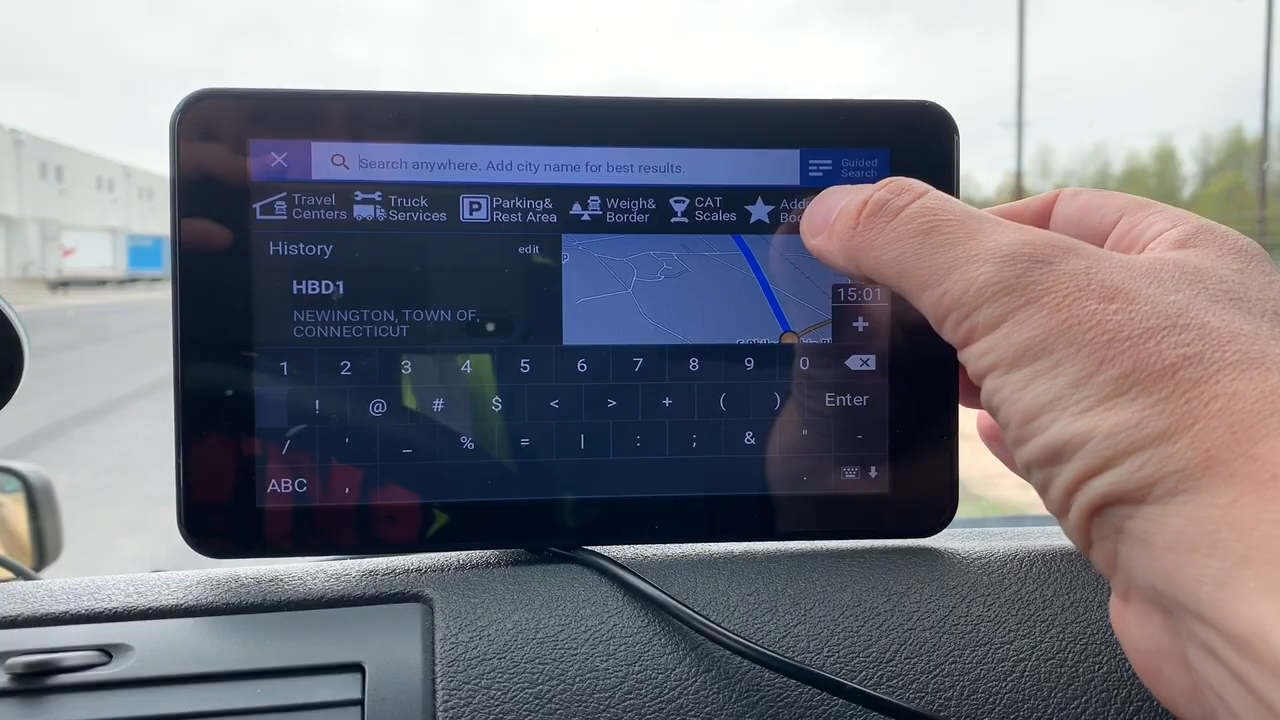 Search anywhere. Add city name for best results.
Guided
Search
Travel
Centers
Truck
Services
P
Parking&
Rest Area
Weigh&
Border
CAT
Scales
History
edit
HBD1
NEWINGTON, TOWN OF,
CONNECTICUT
15:01
+
1 2 3 4 5 6 7 8 9 0
! @ # $ < > + ( ) Enter
/ ' _ % = | : ; & " -
ABC , .